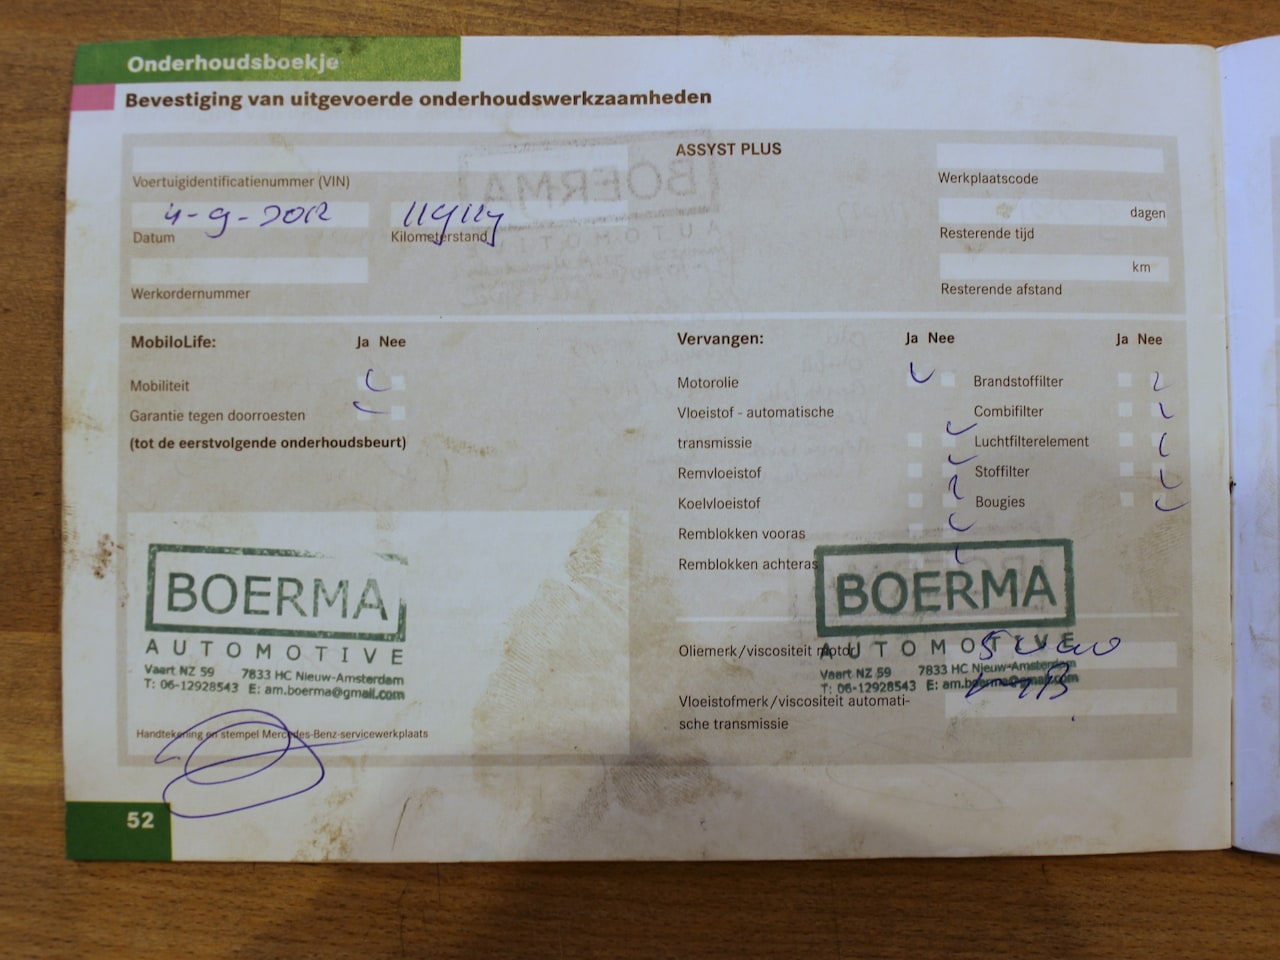 Onderhoudsboekje
Bevestiging van uitgevoerde onderhoudswerkzaamheden
ASSYST PLUS
Voertuigidentificatienummer (VIN)
Werkplaatscode
4-9-2012
dagen
Datum
Kilometerstand
Resterende tijd
km
Werkordernummer
Resterende afstand
MobiloLife: Ja Nee
Mobiliteit
Garantie tegen doorroesten
(tot de eerstvolgende onderhoudsbeurt)
Vervangen: Ja Nee
Motorolie
Vloeistof - automatische
transmissie
Remvloeistof
Koelvloeistof
Remblokken vooras
Remblokken achteras
Ja Nee
Brandstoffilter
Combifilter
Luchtfilterelement
Stoffilter
Bougies
BOERMA
AUTOMOTIVE
Vaart NZ 59 7833 HC Nieuw-Amsterdam
T: 06-12928543 E: am.boerma@gmail.com
Handtekening en stempel Mercedes-Benz-servicewerkplaats
BOERMA
AUTOMOTIVE
Vaart NZ 59 7833 HC Nieuw-Amsterdam
T: 06-12928543 E: am.boerma@gmail.com
Oliemerk/viscositeit motor
Vloeistofmerk/viscositeit automati-
sche transmissie
52